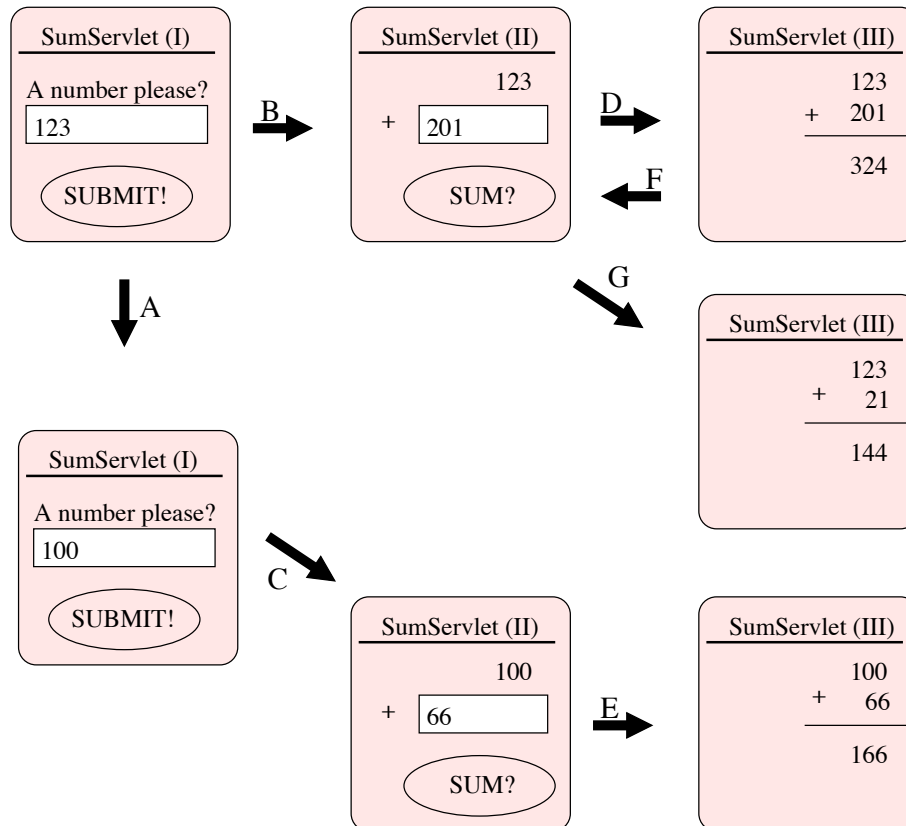 SumServlet (I)
A number please?
123
SUBMIT!
B
SumServlet (II)
123
+ 201
SUM?
D
F
SumServlet (III)
123
+ 201
324
A
G
SumServlet (III)
123
+ 21
144
SumServlet (I)
A number please?
100
SUBMIT!
C
SumServlet (II)
100
+ 66
SUM?
E
SumServlet (III)
100
+ 66
166